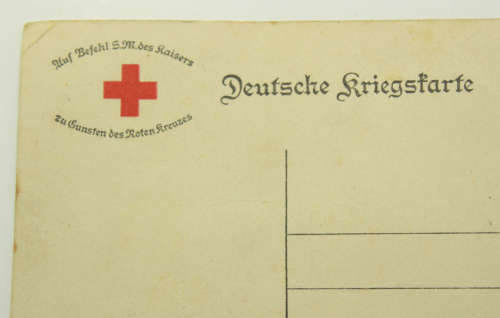 Auf Befehl S.M. des Kaisers
zu Gunsten des Roten Kreuzes
Deutsche Kriegskarte